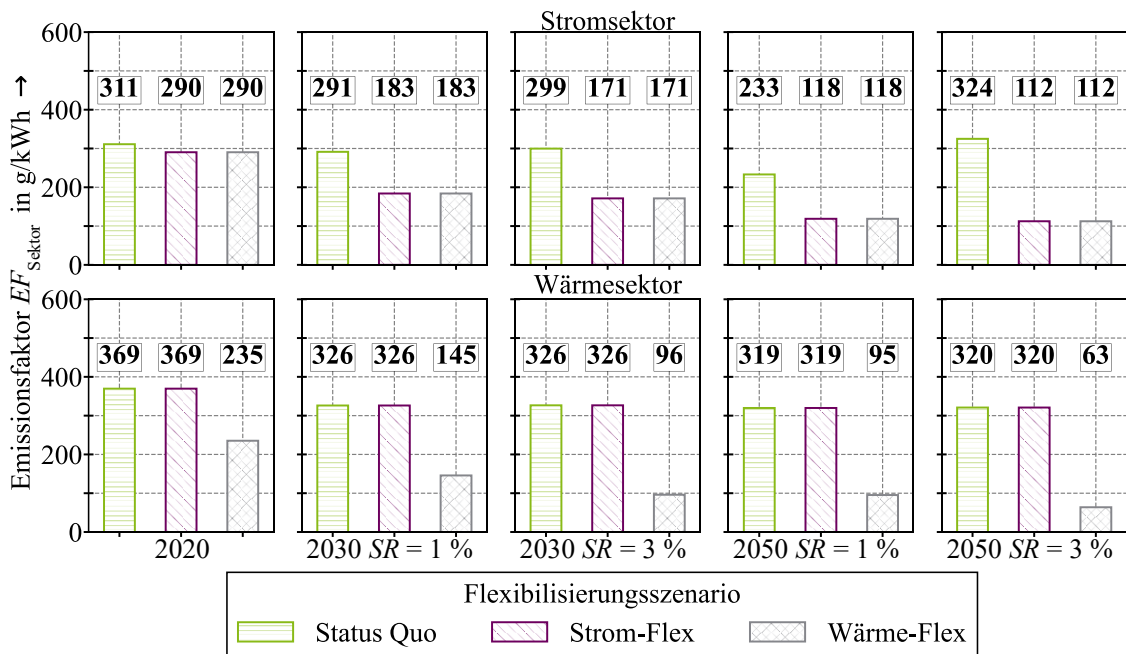 Stromsektor
600
400
200
0
311 290 290
291 183 183
299 171 171
233 118 118
324 112 112
Emissionsfaktor EF Sektor in g/kWh →
Wärmesektor
600
400
200
0
369 369 235
326 326 145
326 326 96
319 319 95
320 320 63
2020
2030 SR = 1 %
2030 SR = 3 %
2050 SR = 1 %
2050 SR = 3 %
Flexibilisierungsszenario
Status Quo
Strom-Flex
Wärme-Flex